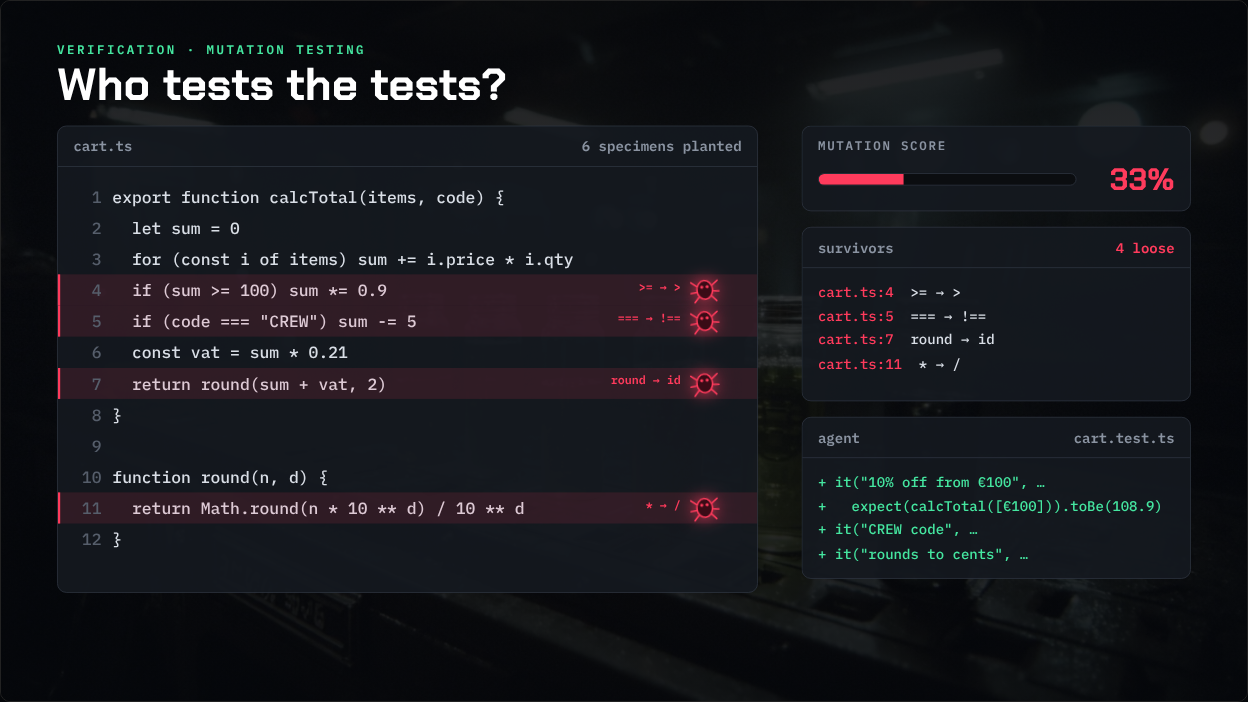 VERIFICATION · MUTATION TESTING
Who tests the tests?
cart.ts
6 specimens planted
1 export function calcTotal(items, code) {
2 let sum = 0
3 for (const i of items) sum += i.price * i.qty
4 if (sum >= 100) sum *= 0.9 >= → >
5 if (code === "CREW") sum -= 5 === → !==
6 const vat = sum * 0.21
7 return round(sum + vat, 2) round → id
8 }
9
10 function round(n, d) {
11 return Math.round(n * 10 ** d) / 10 ** d * → /
12 }
MUTATION SCORE
33%
survivors
4 loose
cart.ts:4 >= → >
cart.ts:5 === → !==
cart.ts:7 round → id
cart.ts:11 * → /
agent
cart.test.ts
+ it("10% off from €100", …
+ expect(calcTotal([€100])).toBe(108.9)
+ it("CREW code", …
+ it("rounds to cents", …